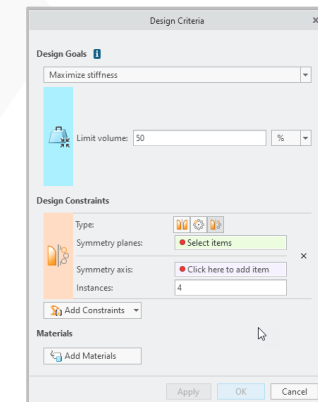 Design Criteria x
Design Goals i
Maximize stiffness
Limit volume: 50 %
Design Constraints
Type:
Symmetry planes: Select items
Symmetry axis: Click here to add item
Instances: 4
Add Constraints
Materials
Add Materials
Apply OK Cancel